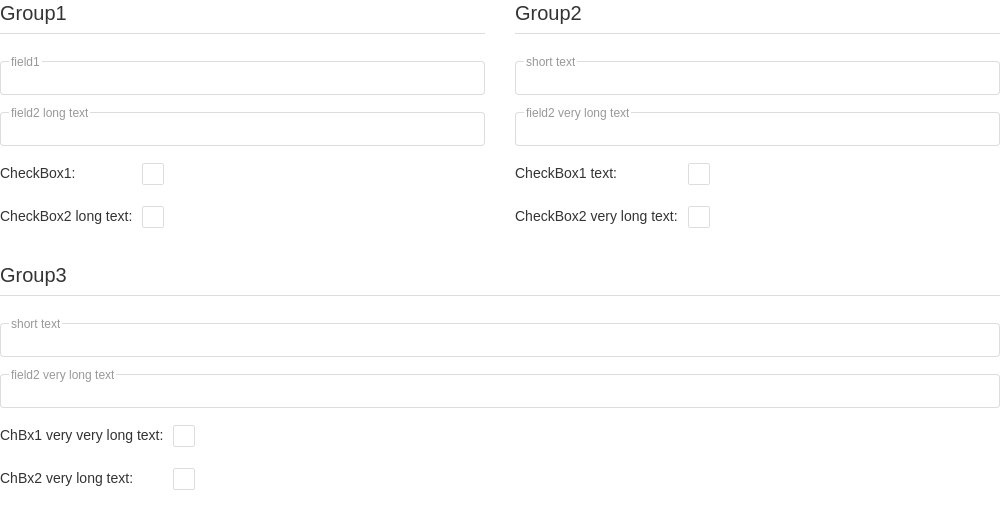 Group1
field1
field2 long text
CheckBox1:
CheckBox2 long text:
Group2
short text
field2 very long text
CheckBox1 text:
CheckBox2 very long text:
Group3
short text
field2 very long text
ChBx1 very very long text:
ChBx2 very long text: